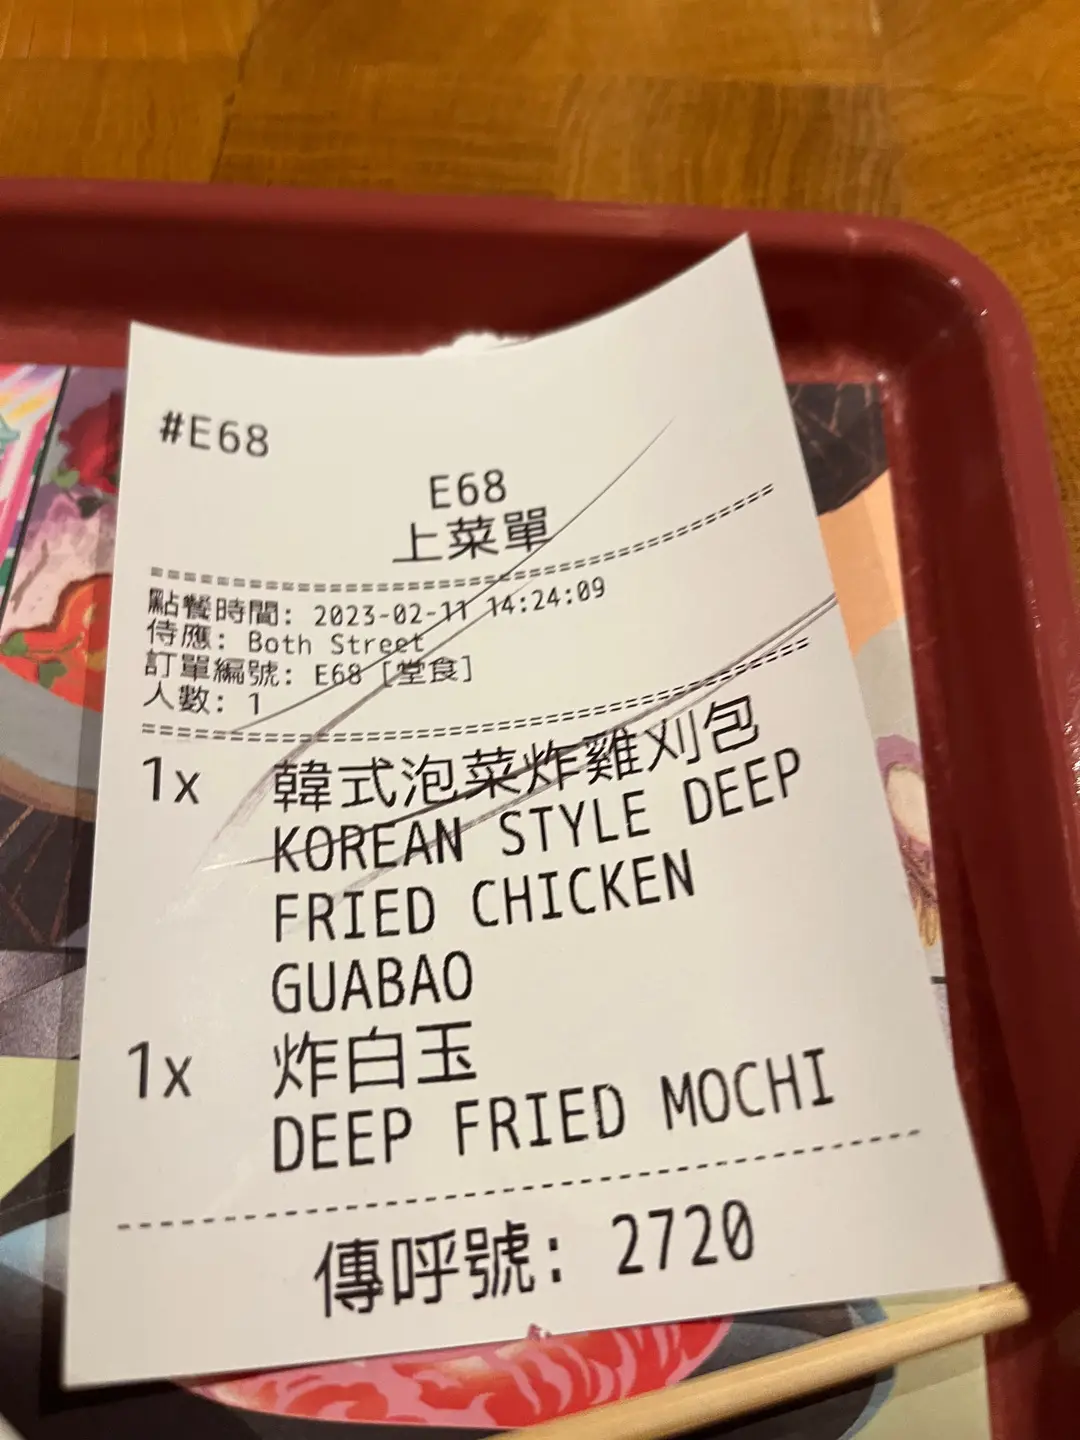 #E68
E68
上菜單
================================================
點餐時間: 2023-02-11 14:24:09
侍應: Both Street
訂單編號: E68 [堂食]
人數: 1
================================================
1x 韓式泡菜炸雞刈包
KOREAN STYLE DEEP
FRIED CHICKEN
GUABAO
1x 炸白玉
DEEP FRIED MOCHI
------------------------------------------------
傳呼號: 2720